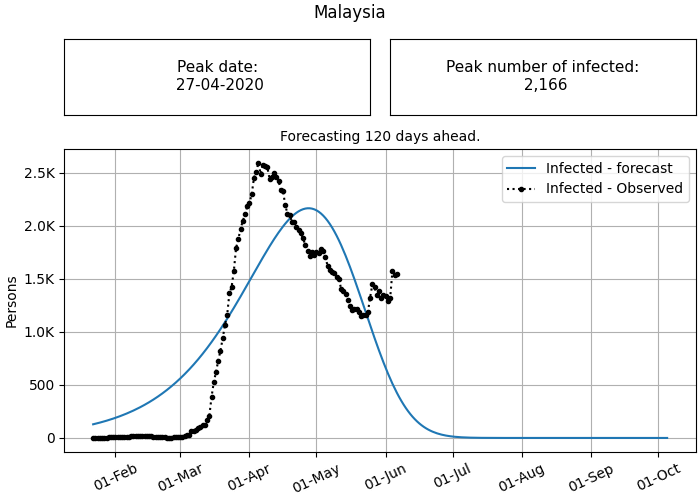 Malaysia
Peak date:
27-04-2020
Peak number of infected:
2,166
Forecasting 120 days ahead.
Infected - forecast
Infected - Observed
Persons
2.5K
2.0K
1.5K
1.0K
500
0
01-Feb
01-Mar
01-Apr
01-May
01-Jun
01-Jul
01-Aug
01-Sep
01-Oct